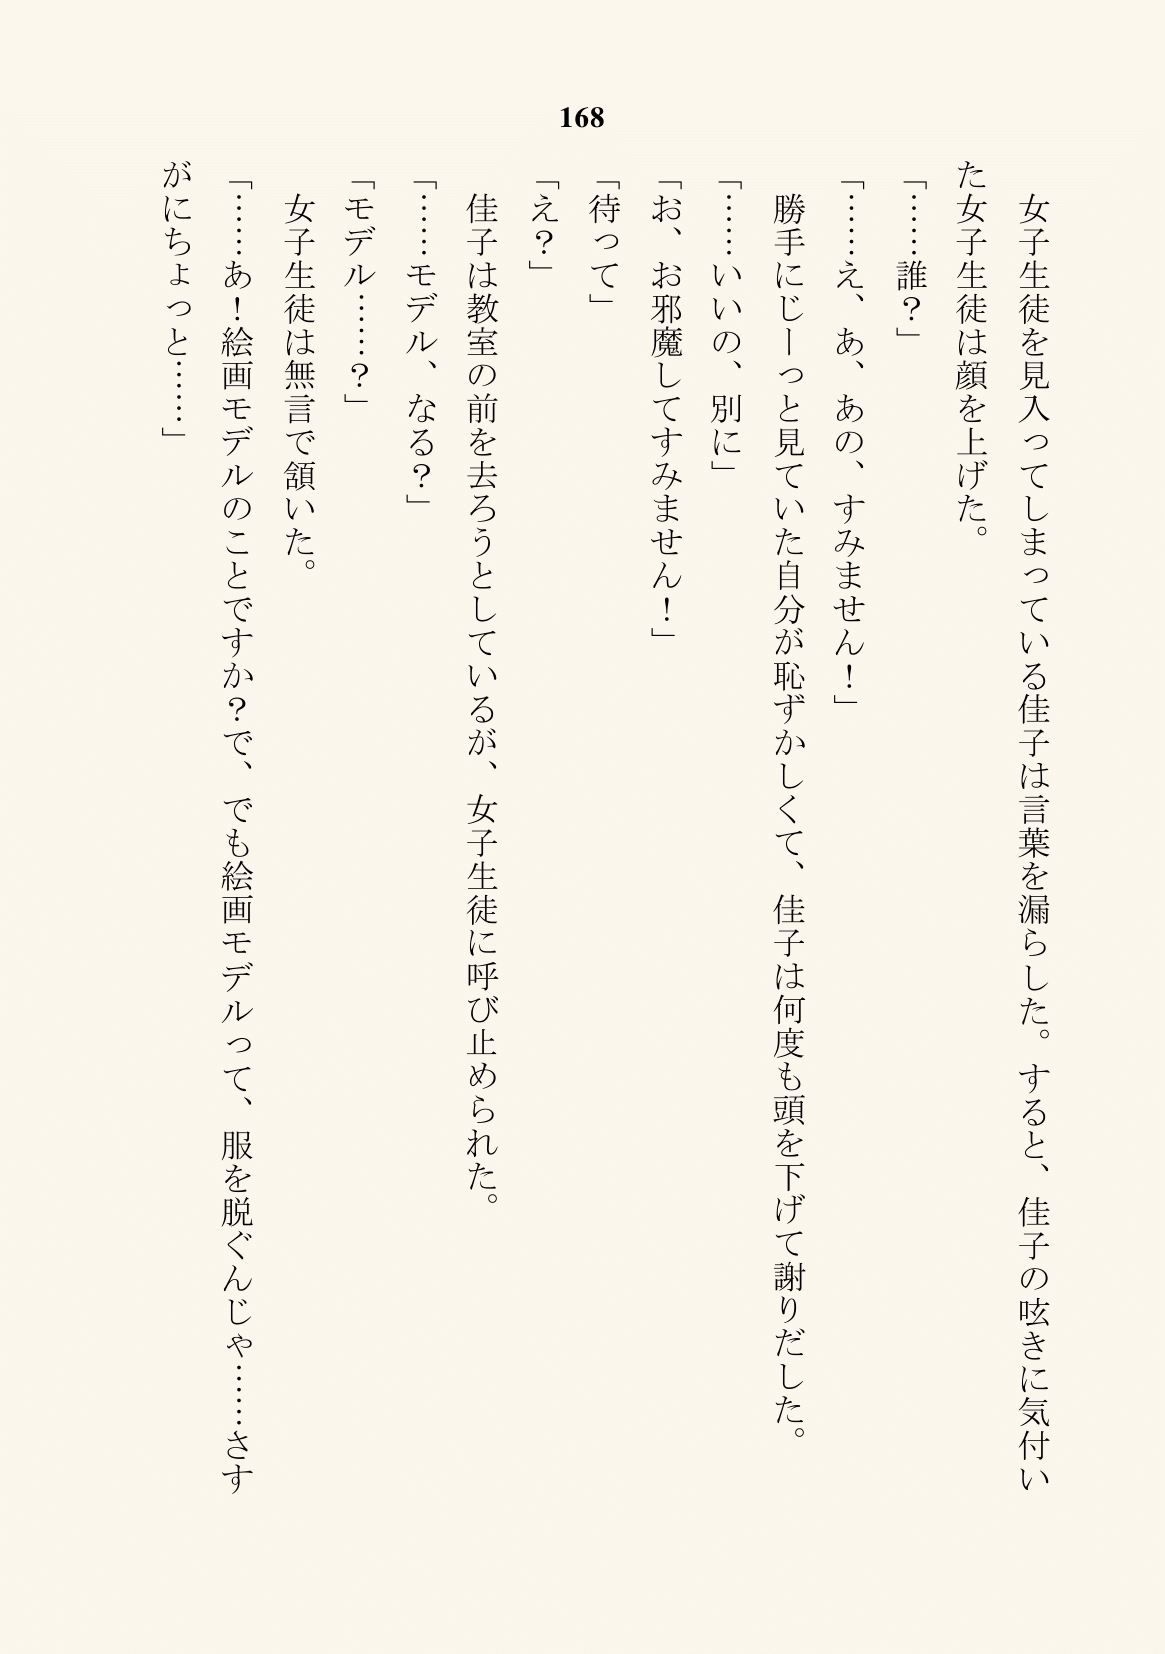 168
　女子生徒を見入ってしまっている佳子は言葉を漏らした。すると、佳子の呟きに気付い
た女子生徒は顔を上げた。
「……誰？」
「……え、あ、あの、すみません！」
　勝手にじーっと見ていた自分が恥ずかしくて、佳子は何度も頭を下げて謝りだした。
「……いいの、別に」
「お、お邪魔してすみません！」
「待って」
「え？」
　佳子は教室の前を去ろうとしているが、女子生徒に呼び止められた。
「……モデル、なる？」
「モデル……？」
　女子生徒は無言で頷いた。
「……あ！絵画モデルのことですか？で、でも絵画モデルって、服を脱ぐんじゃ……さす
がにちょっと……」